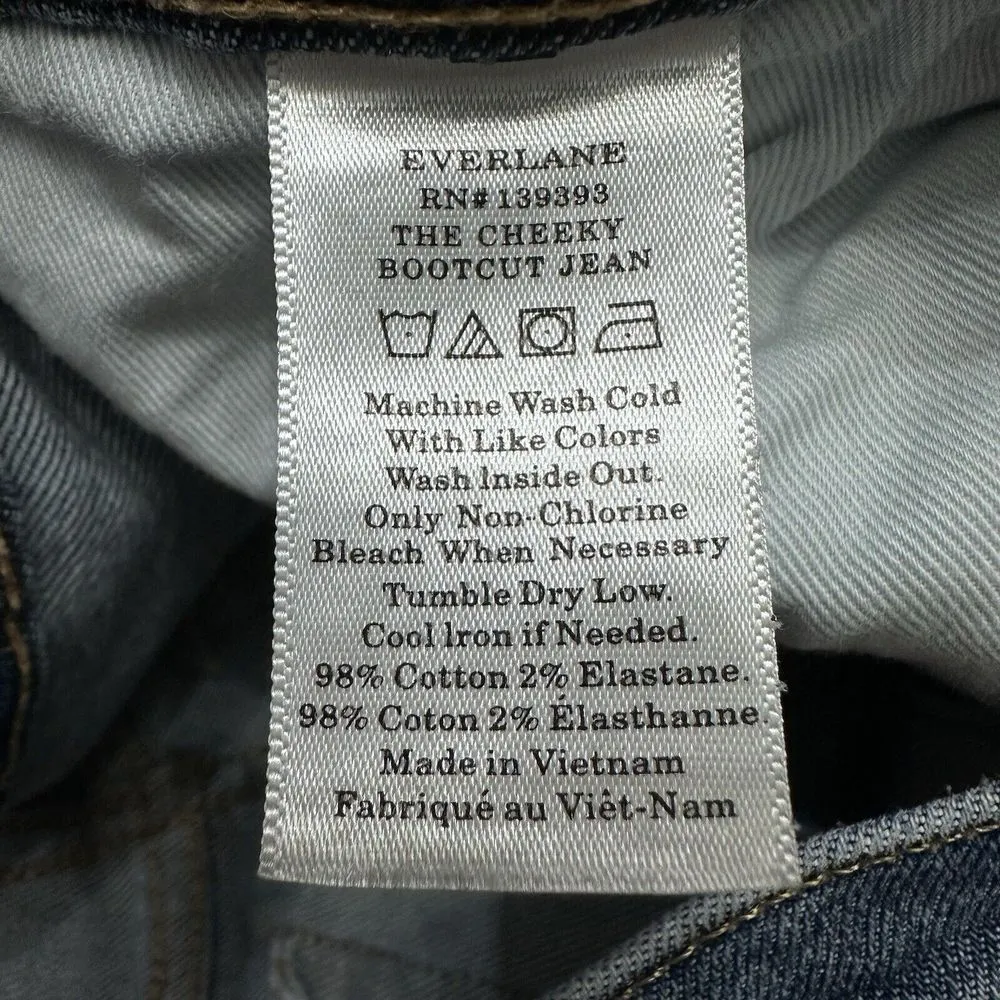 EVERLANE
RN# 139393
THE CHEEKY
BOOTCUT JEAN
Machine Wash Cold
With Like Colors
Wash Inside Out.
Only Non-Chlorine
Bleach When Necessary
Tumble Dry Low.
Cool Iron if Needed.
98% Cotton 2% Elastane.
98% Coton 2% Élasthanne.
Made in Vietnam
Fabriqué au Viêt-Nam